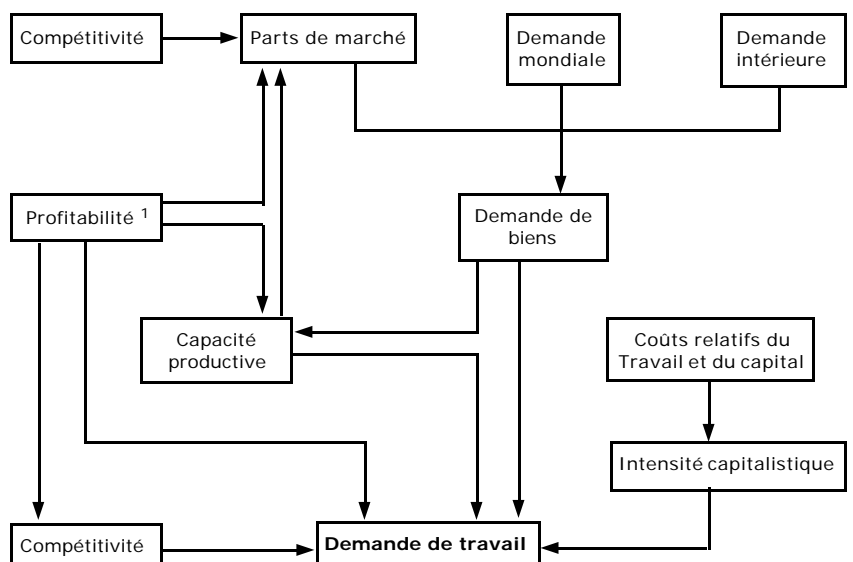 Compétitivité
Parts de marché
Demande
mondiale
Demande
intérieure
Profitabilité ¹
Demande de
biens
Capacité
productive
Coûts relatifs du
Travail et du capital
Intensité capitalistique
Compétitivité
Demande de travail